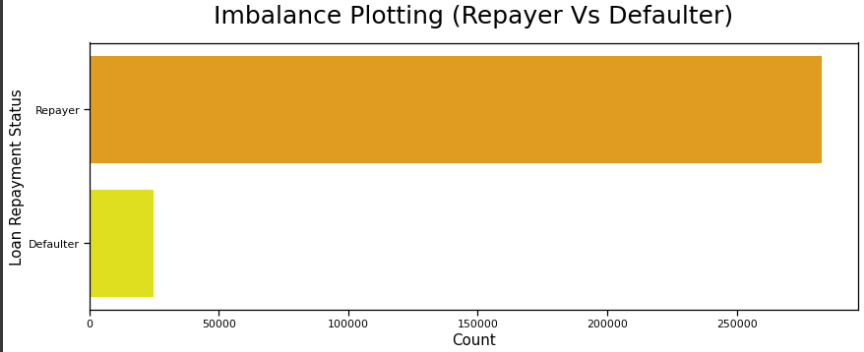 Imbalance Plotting (Repayer Vs Defaulter)
Loan Repayment Status
Repayer
Defaulter
0 50000 100000 150000 200000 250000
Count